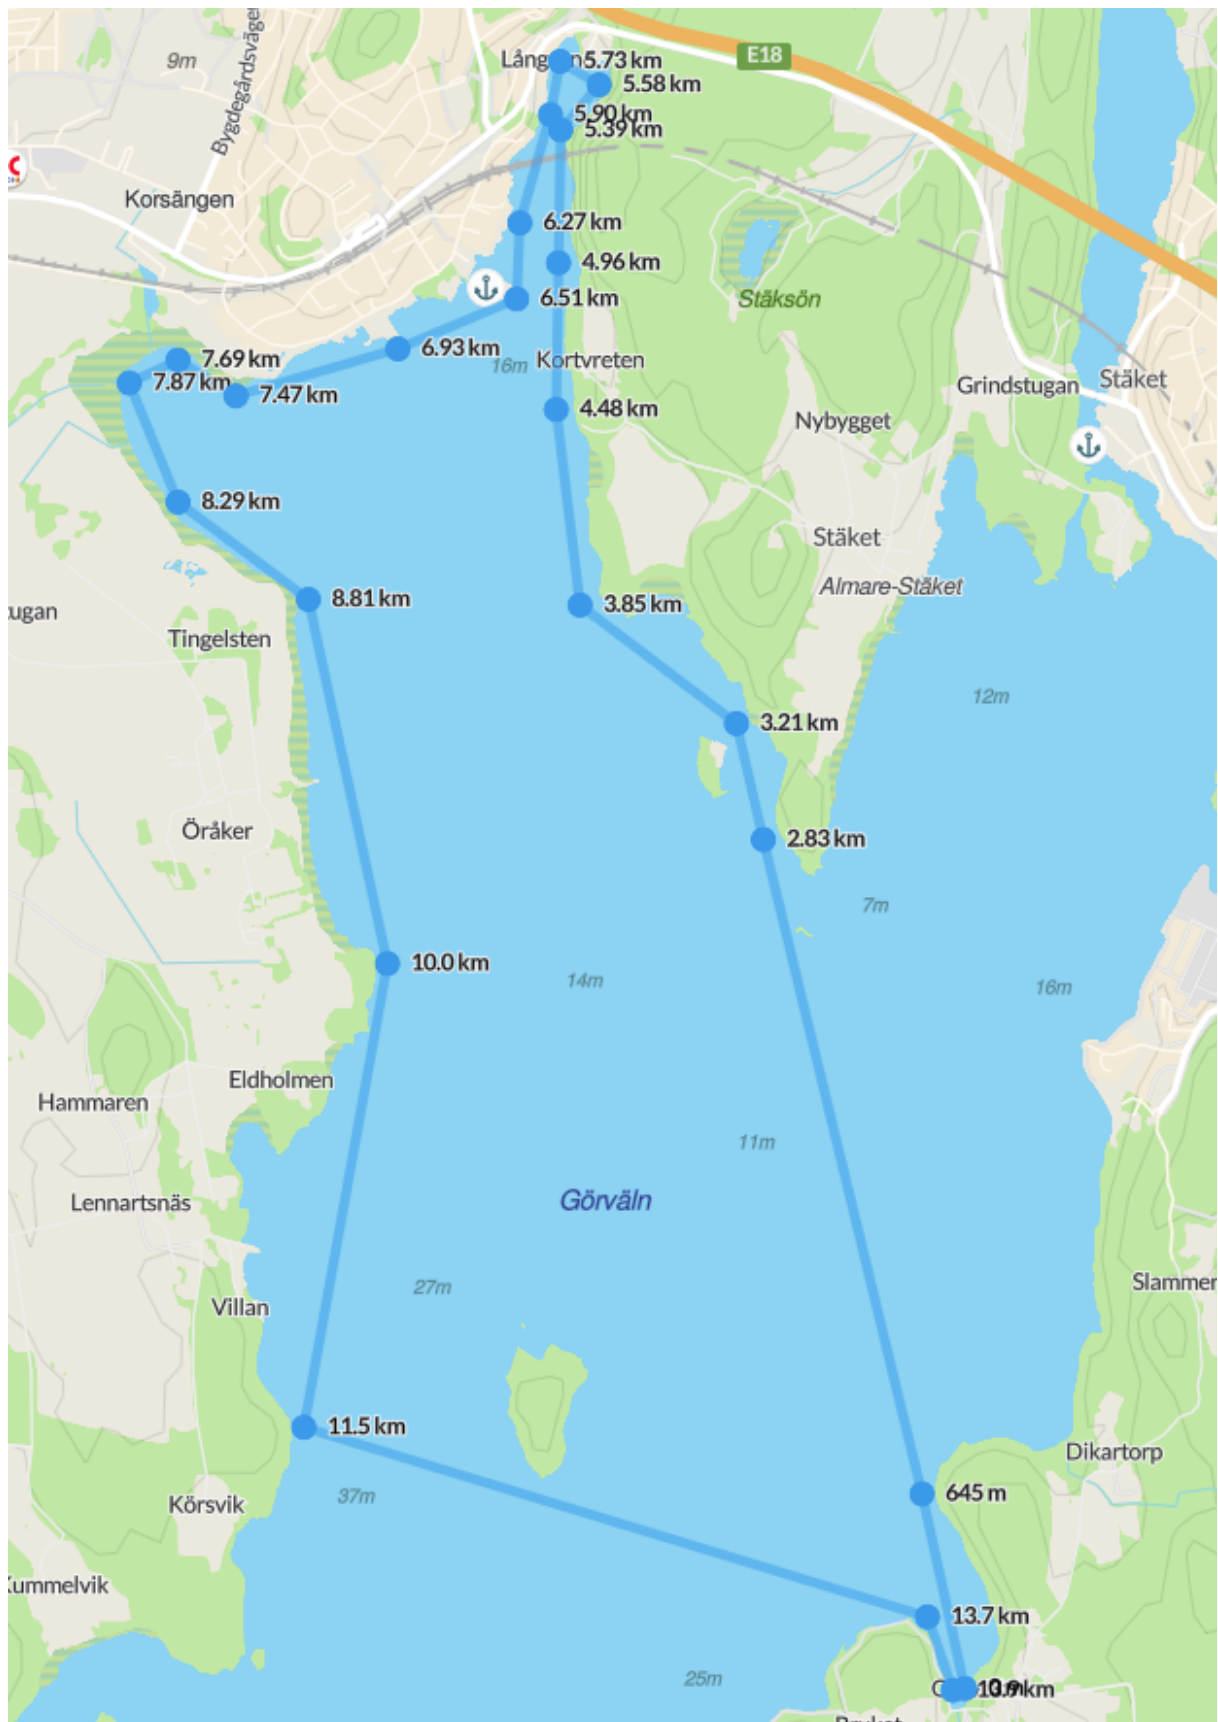 9m
Bygdegårdsvägen
E18
5.73 km
5.58 km
5.90 km
5.39 km
Korsängen
6.27 km
4.96 km
6.51 km
Stäksön
6.93 km
16m
Kortvreten
7.69 km
7.87 km
7.47 km
4.48 km
Grindstugan
Stäket
Nybygget
8.29 km
Stäket
Almare-Stäket
8.81 km
3.85 km
Tingelsten
12m
3.21 km
Öråker
2.83 km
7m
10.0 km
14m
16m
Eldholmen
Hammaren
11m
Lennartsnäs
Görväln
27m
Slammer
Villan
11.5 km
Dikartorp
37m
645 m
Körsvik
13.7 km
25m
13.9 km